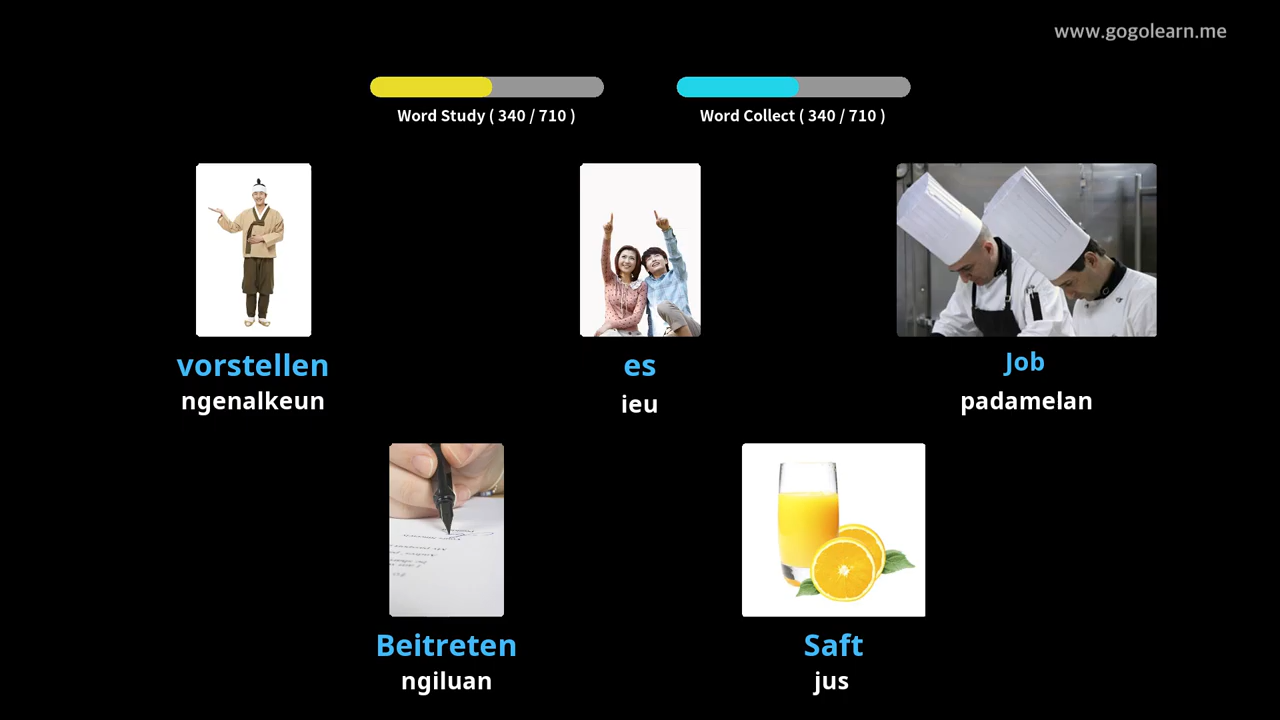 www.gogolearn.me
Word Study ( 340 / 710 )
Word Collect ( 340 / 710 )
vorstellen
ngenalkeun
es
ieu
Job
padamelan
Beitreten
ngiluan
Saft
jus